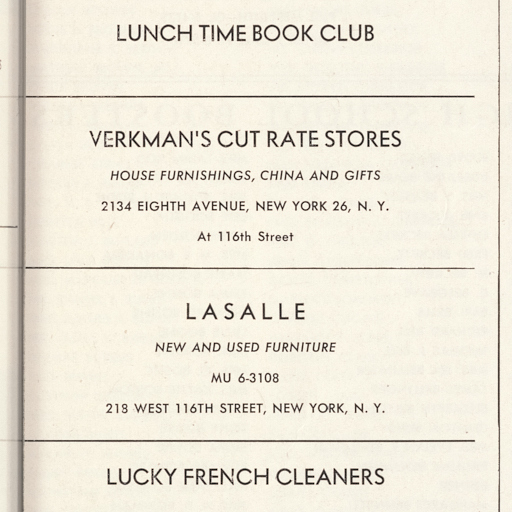 LUNCH TIME BOOK CLUB
VERKMAN'S CUT RATE STORES
HOUSE FURNISHINGS, CHINA AND GIFTS
2134 EIGHTH AVENUE, NEW YORK 26, N. Y.
At 116th Street
LASALLE
NEW AND USED FURNITURE
MU 6-3108
218 WEST 116TH STREET, NEW YORK, N. Y.
LUCKY FRENCH CLEANERS